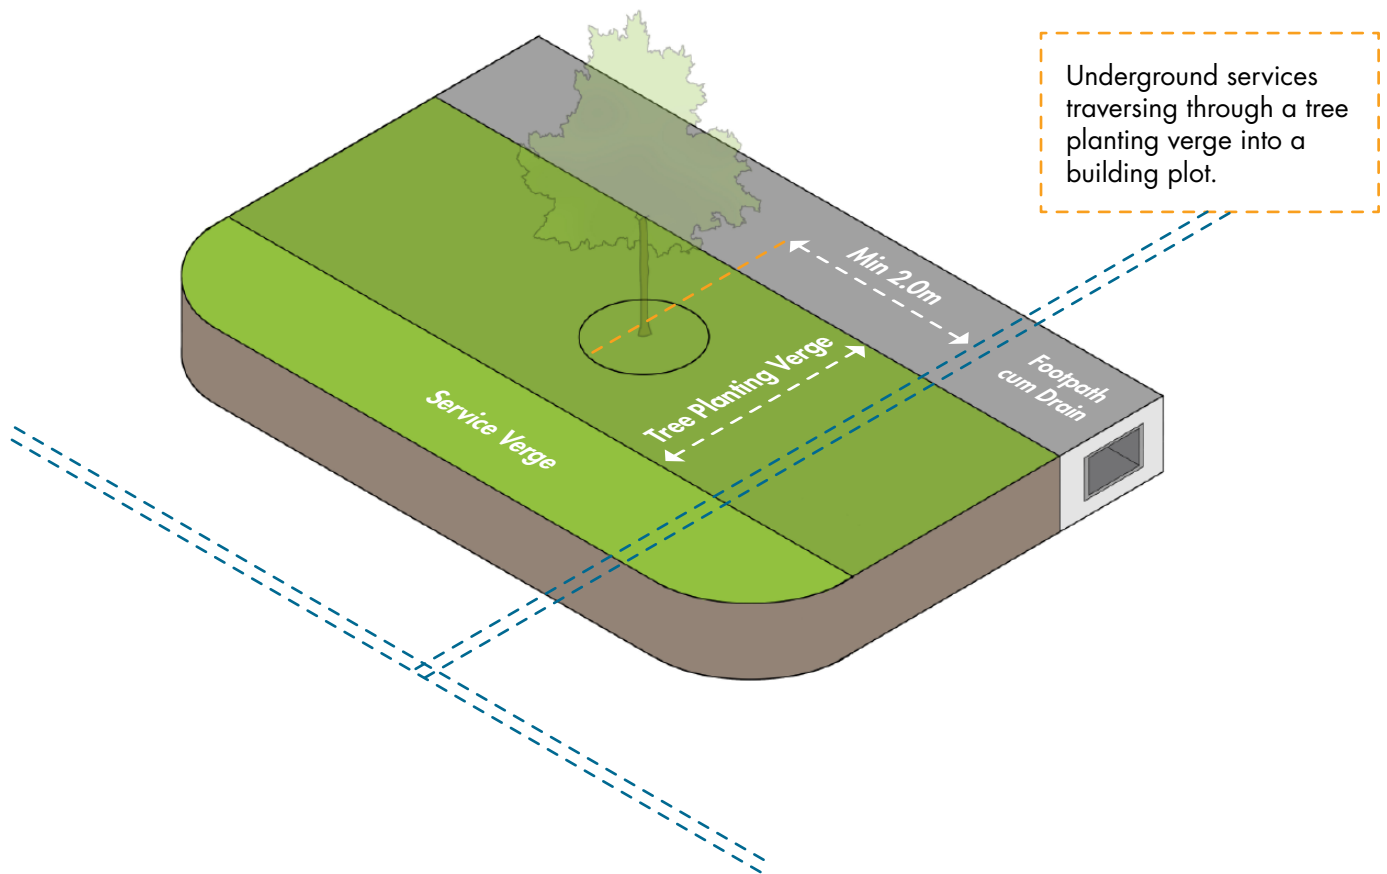 Underground services
traversing through a tree
planting verge into a
building plot.
Min 2.0m
Footpath
cum Drain
Tree Planting Verge
Service Verge